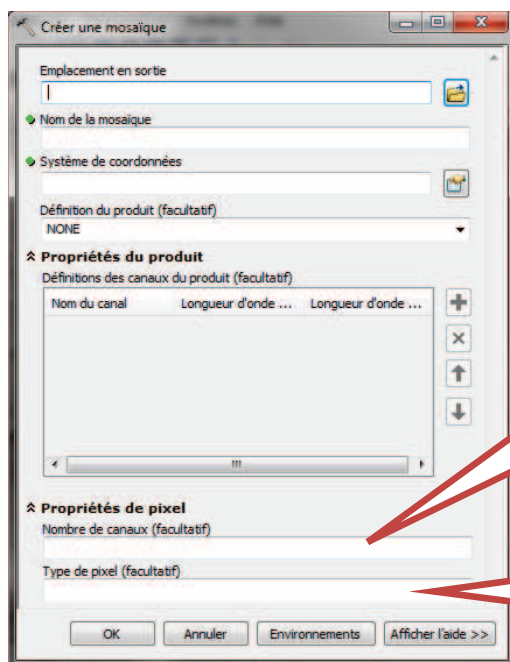 Créer une mosaïque
Emplacement en sortie
Nom de la mosaïque
Système de coordonnées
Définition du produit (facultatif)
NONE
Propriétés du produit
Définitions des canaux du produit (facultatif)
Nom du canal Longueur d'onde ... Longueur d'onde ...
Propriétés de pixel
Nombre de canaux (facultatif)
Type de pixel (facultatif)
OK Annuler Environnements Afficher l'aide >>